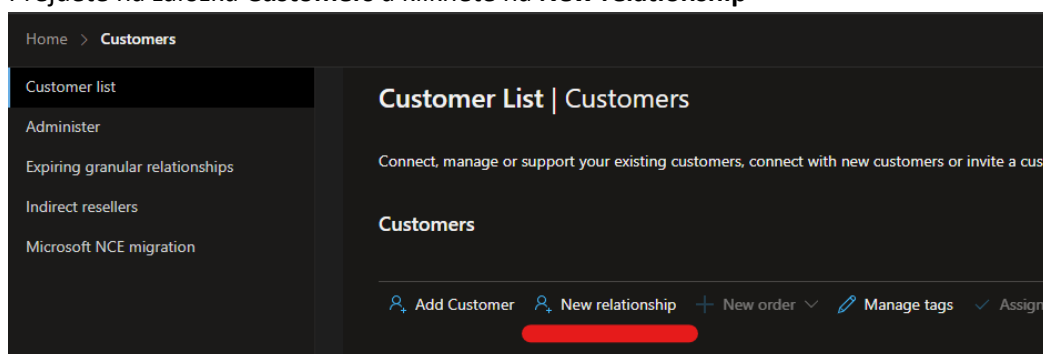 Home > Customers
Customer list
Administer
Expiring granular relationships
Indirect resellers
Microsoft NCE migration
Customer List | Customers
Connect, manage or support your existing customers, connect with new customers or invite a cus
Customers
Add Customer New relationship New order Manage tags Assign